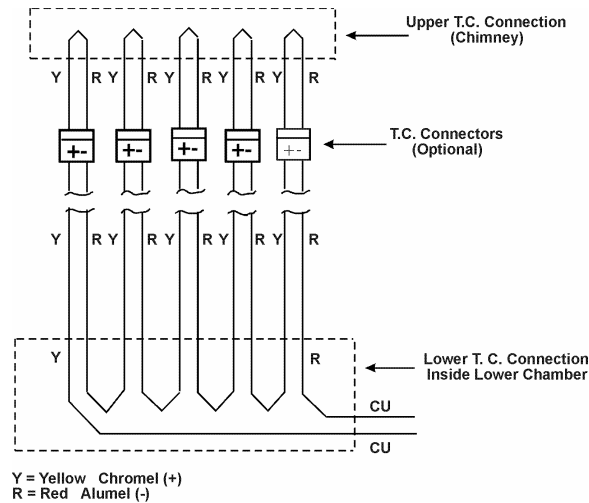 Upper T.C. Connection
(Chimney)
Y R Y R Y R Y R Y R
T.C. Connectors
(Optional)
+- +- +- +- +-
Y R Y R Y R Y R Y R
Y R
Lower T. C. Connection
Inside Lower Chamber
CU
CU
Y = Yellow Chromel (+)
R = Red Alumel (-)